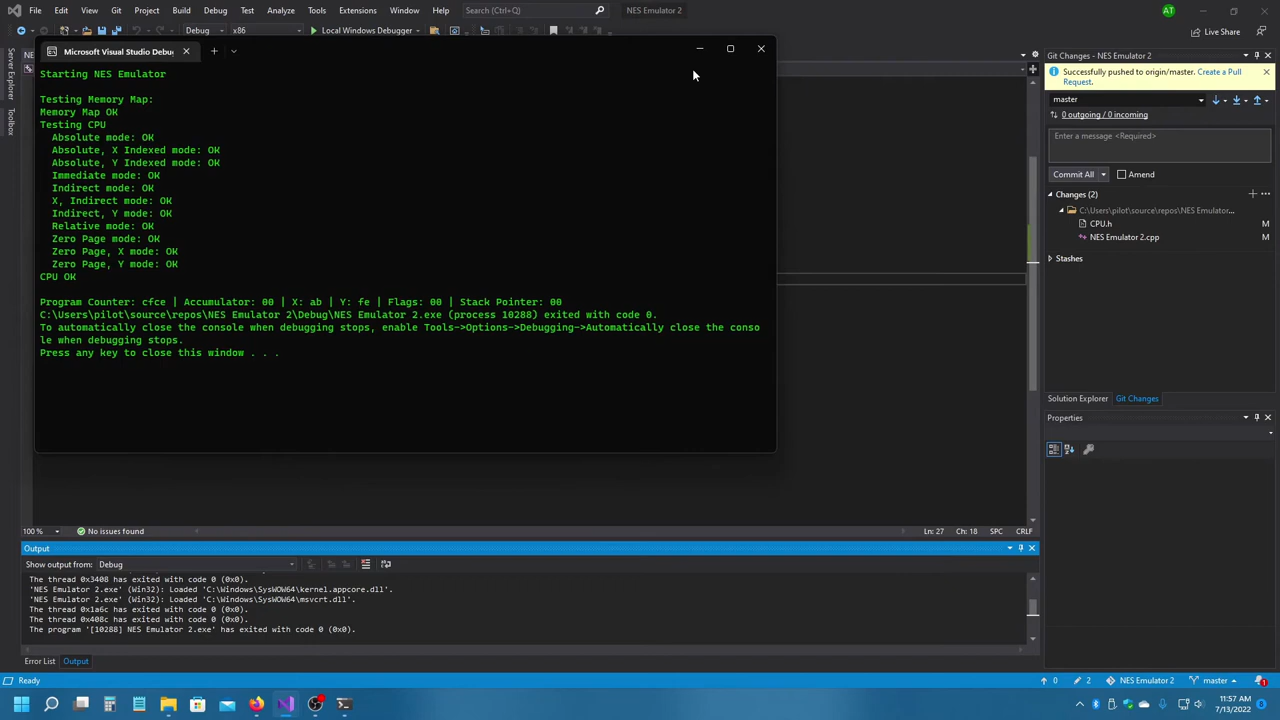 File Edit View Git Project Build Debug Test Analyze Tools Extensions Window Help Search (Ctrl+Q) NES Emulator 2 AT
Debug x86 Local Windows Debugger Live Share
Server Explorer
Toolbox
Microsoft Visual Studio Debu
Starting NES Emulator
Testing Memory Map:
Memory Map OK
Testing CPU
Absolute mode: OK
Absolute, X Indexed mode: OK
Absolute, Y Indexed mode: OK
Immediate mode: OK
Indirect mode: OK
X, Indirect mode: OK
Indirect, Y mode: OK
Relative mode: OK
Zero Page mode: OK
Zero Page, X mode: OK
Zero Page, Y mode: OK
CPU OK
Program Counter: cfce | Accumulator: 00 | X: ab | Y: fe | Flags: 00 | Stack Pointer: 00
C:\Users\pilot\source\repos\NES Emulator 2\Debug\NES Emulator 2.exe (process 10288) exited with code 0.
To automatically close the console when debugging stops, enable Tools->Options->Debugging->Automatically close the conso
le when debugging stops.
Press any key to close this window . . .
Git Changes - NES Emulator 2
Successfully pushed to origin/master. Create a Pull
Request.
master
0 outgoing / 0 incoming
Enter a message <Required>
Commit All Amend
Changes (2)
C:\Users\pilot\source\repos\NES Emulator...
CPU.h M
NES Emulator 2.cpp M
Stashes
Solution Explorer Git Changes
Properties
100 % No issues found Ln: 27 Ch: 18 SPC CRLF
Output
Show output from: Debug
The thread 0x3408 has exited with code 0 (0x0).
'NES Emulator 2.exe' (Win32): Loaded 'C:\Windows\SysWOW64\kernel.appcore.dll'.
'NES Emulator 2.exe' (Win32): Loaded 'C:\Windows\SysWOW64\msvcrt.dll'.
The thread 0x1a6c has exited with code 0 (0x0).
The thread 0x408c has exited with code 0 (0x0).
The program '[10288] NES Emulator 2.exe' has exited with code 0 (0x0).
Error List Output
Ready 0 2 NES Emulator 2 master 1
11:57 AM
7/13/2022